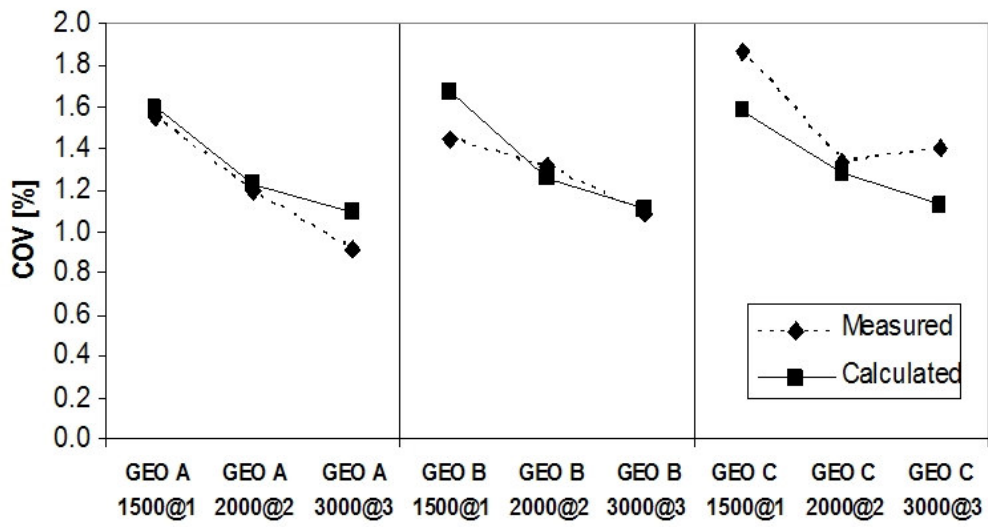 2.0
1.8
1.6
1.4
1.2
1.0
0.8
0.6
0.4
0.2
0.0
COV [%]
Measured
Calculated
GEO A GEO A GEO A GEO B GEO B GEO B GEO C GEO C GEO C
1500@1 2000@2 3000@3 1500@1 2000@2 3000@3 1500@1 2000@2 3000@3